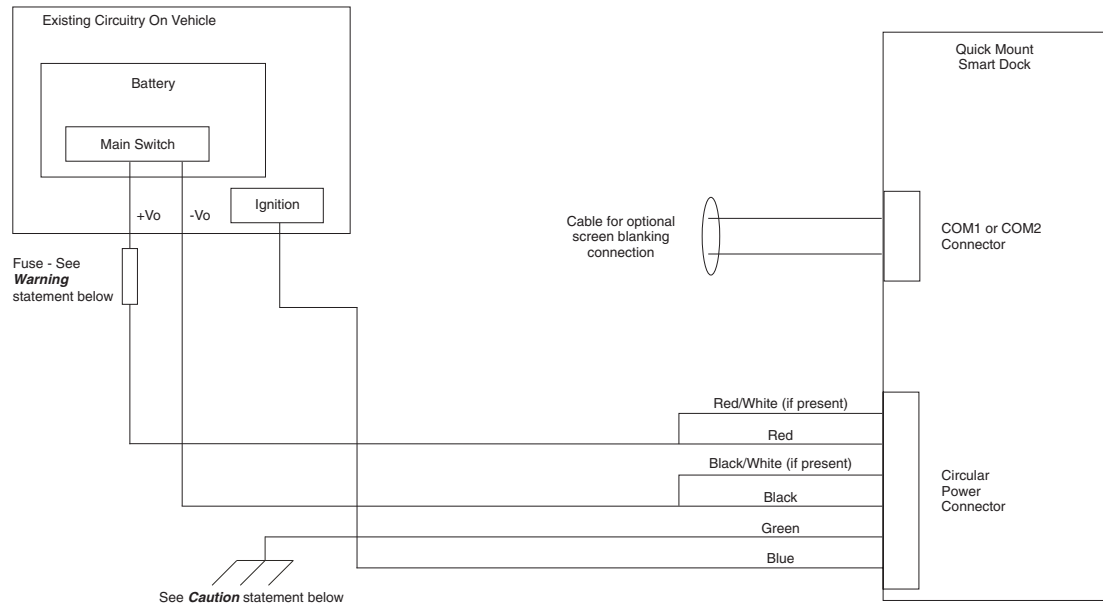 Existing Circuitry On Vehicle
Battery
Main Switch
+Vo
-Vo
Ignition
Fuse - See
Warning
statement below
Quick Mount
Smart Dock
Cable for optional
screen blanking
connection
COM1 or COM2
Connector
Red/White (if present)
Red
Black/White (if present)
Black
Green
Blue
Circular
Power
Connector
See Caution statement below